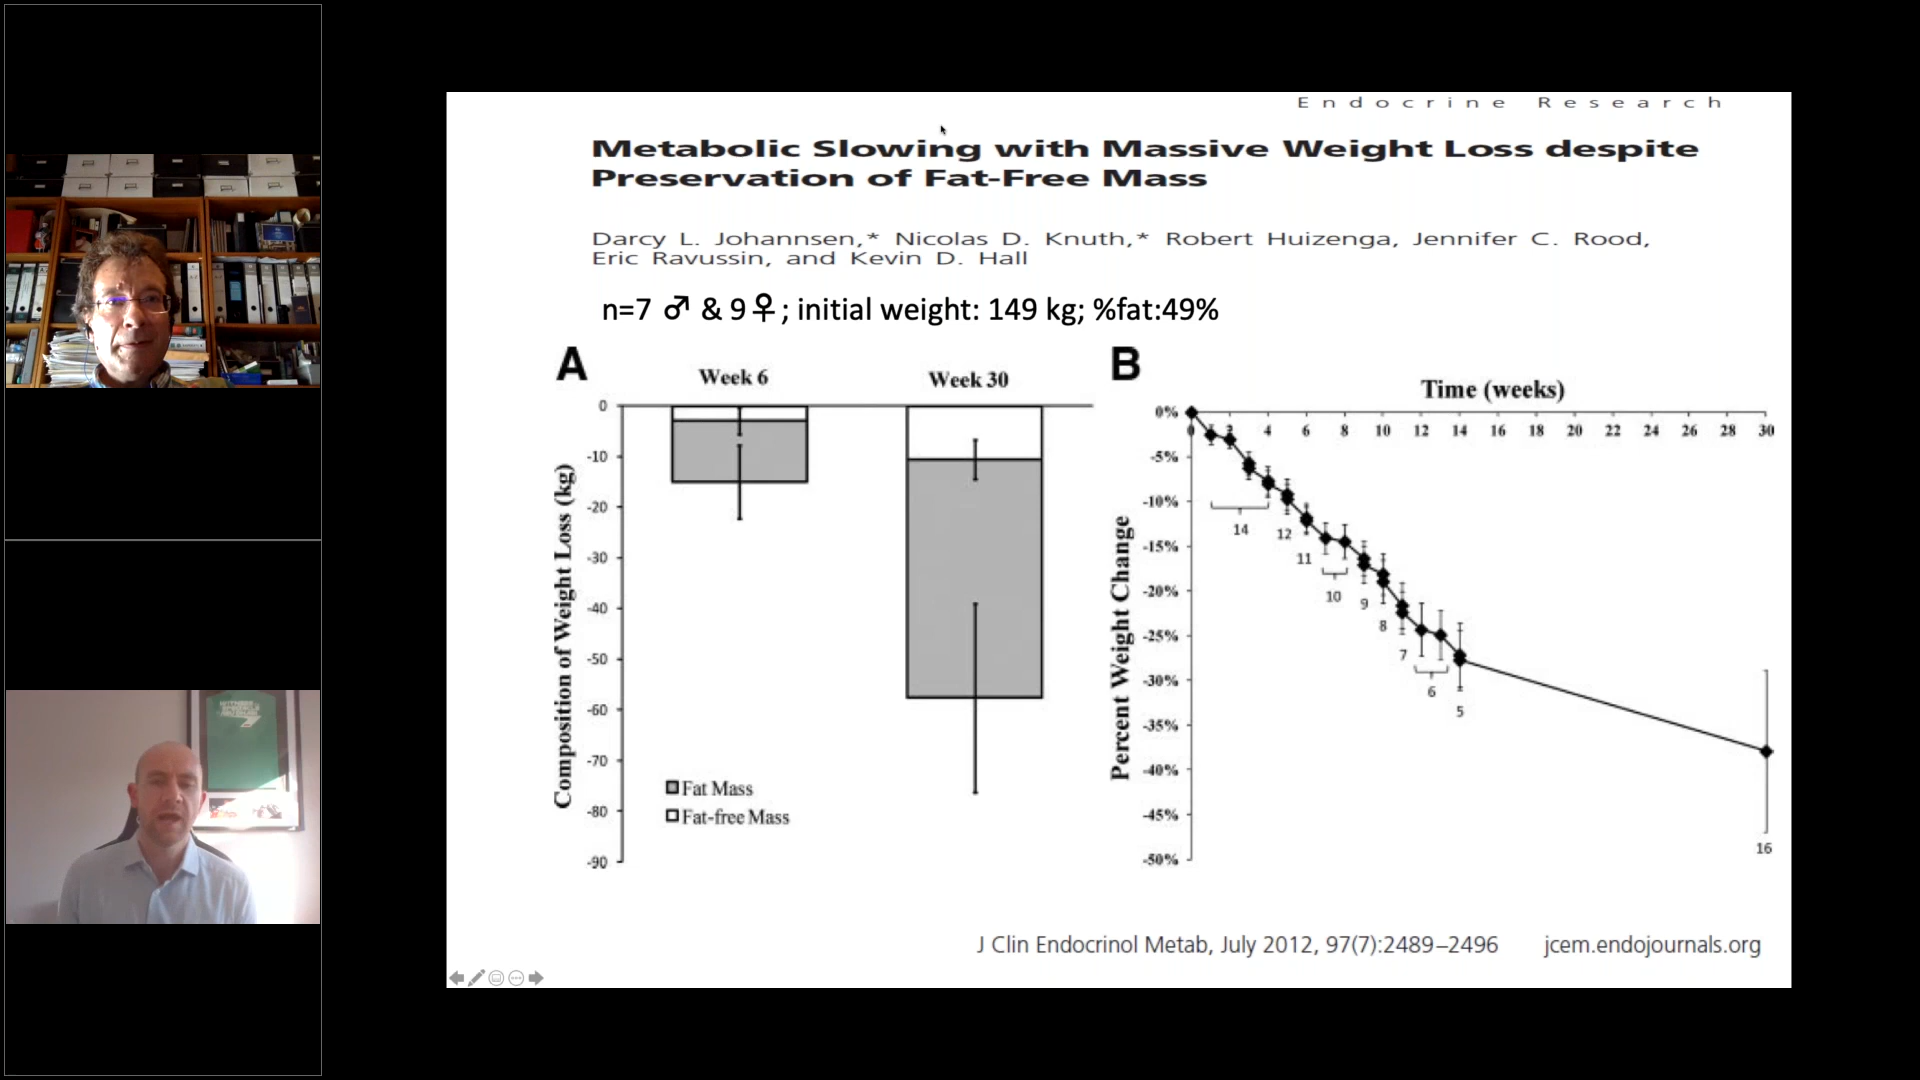 Endocrine Research
Metabolic Slowing with Massive Weight Loss despite
Preservation of Fat-Free Mass
Darcy L. Johannsen,* Nicolas D. Knuth,* Robert Huizenga, Jennifer C. Rood,
Eric Ravussin, and Kevin D. Hall
n=7 ♂ & 9♀; initial weight: 149 kg; %fat:49%
A
Week 6
Week 30
Composition of Weight Loss (kg)
0
-10
-20
-30
-40
-50
-60
-70
-80
-90
Fat Mass
Fat-free Mass
B
Time (weeks)
0 2 4 6 8 10 12 14 16 18 20 22 24 26 28 30
Percent Weight Change
0%
-5%
-10%
-15%
-20%
-25%
-30%
-35%
-40%
-45%
-50%
14
12
11
10
9
8
7
6
5
16
J Clin Endocrinol Metab, July 2012, 97(7):2489–2496 jcem.endojournals.org